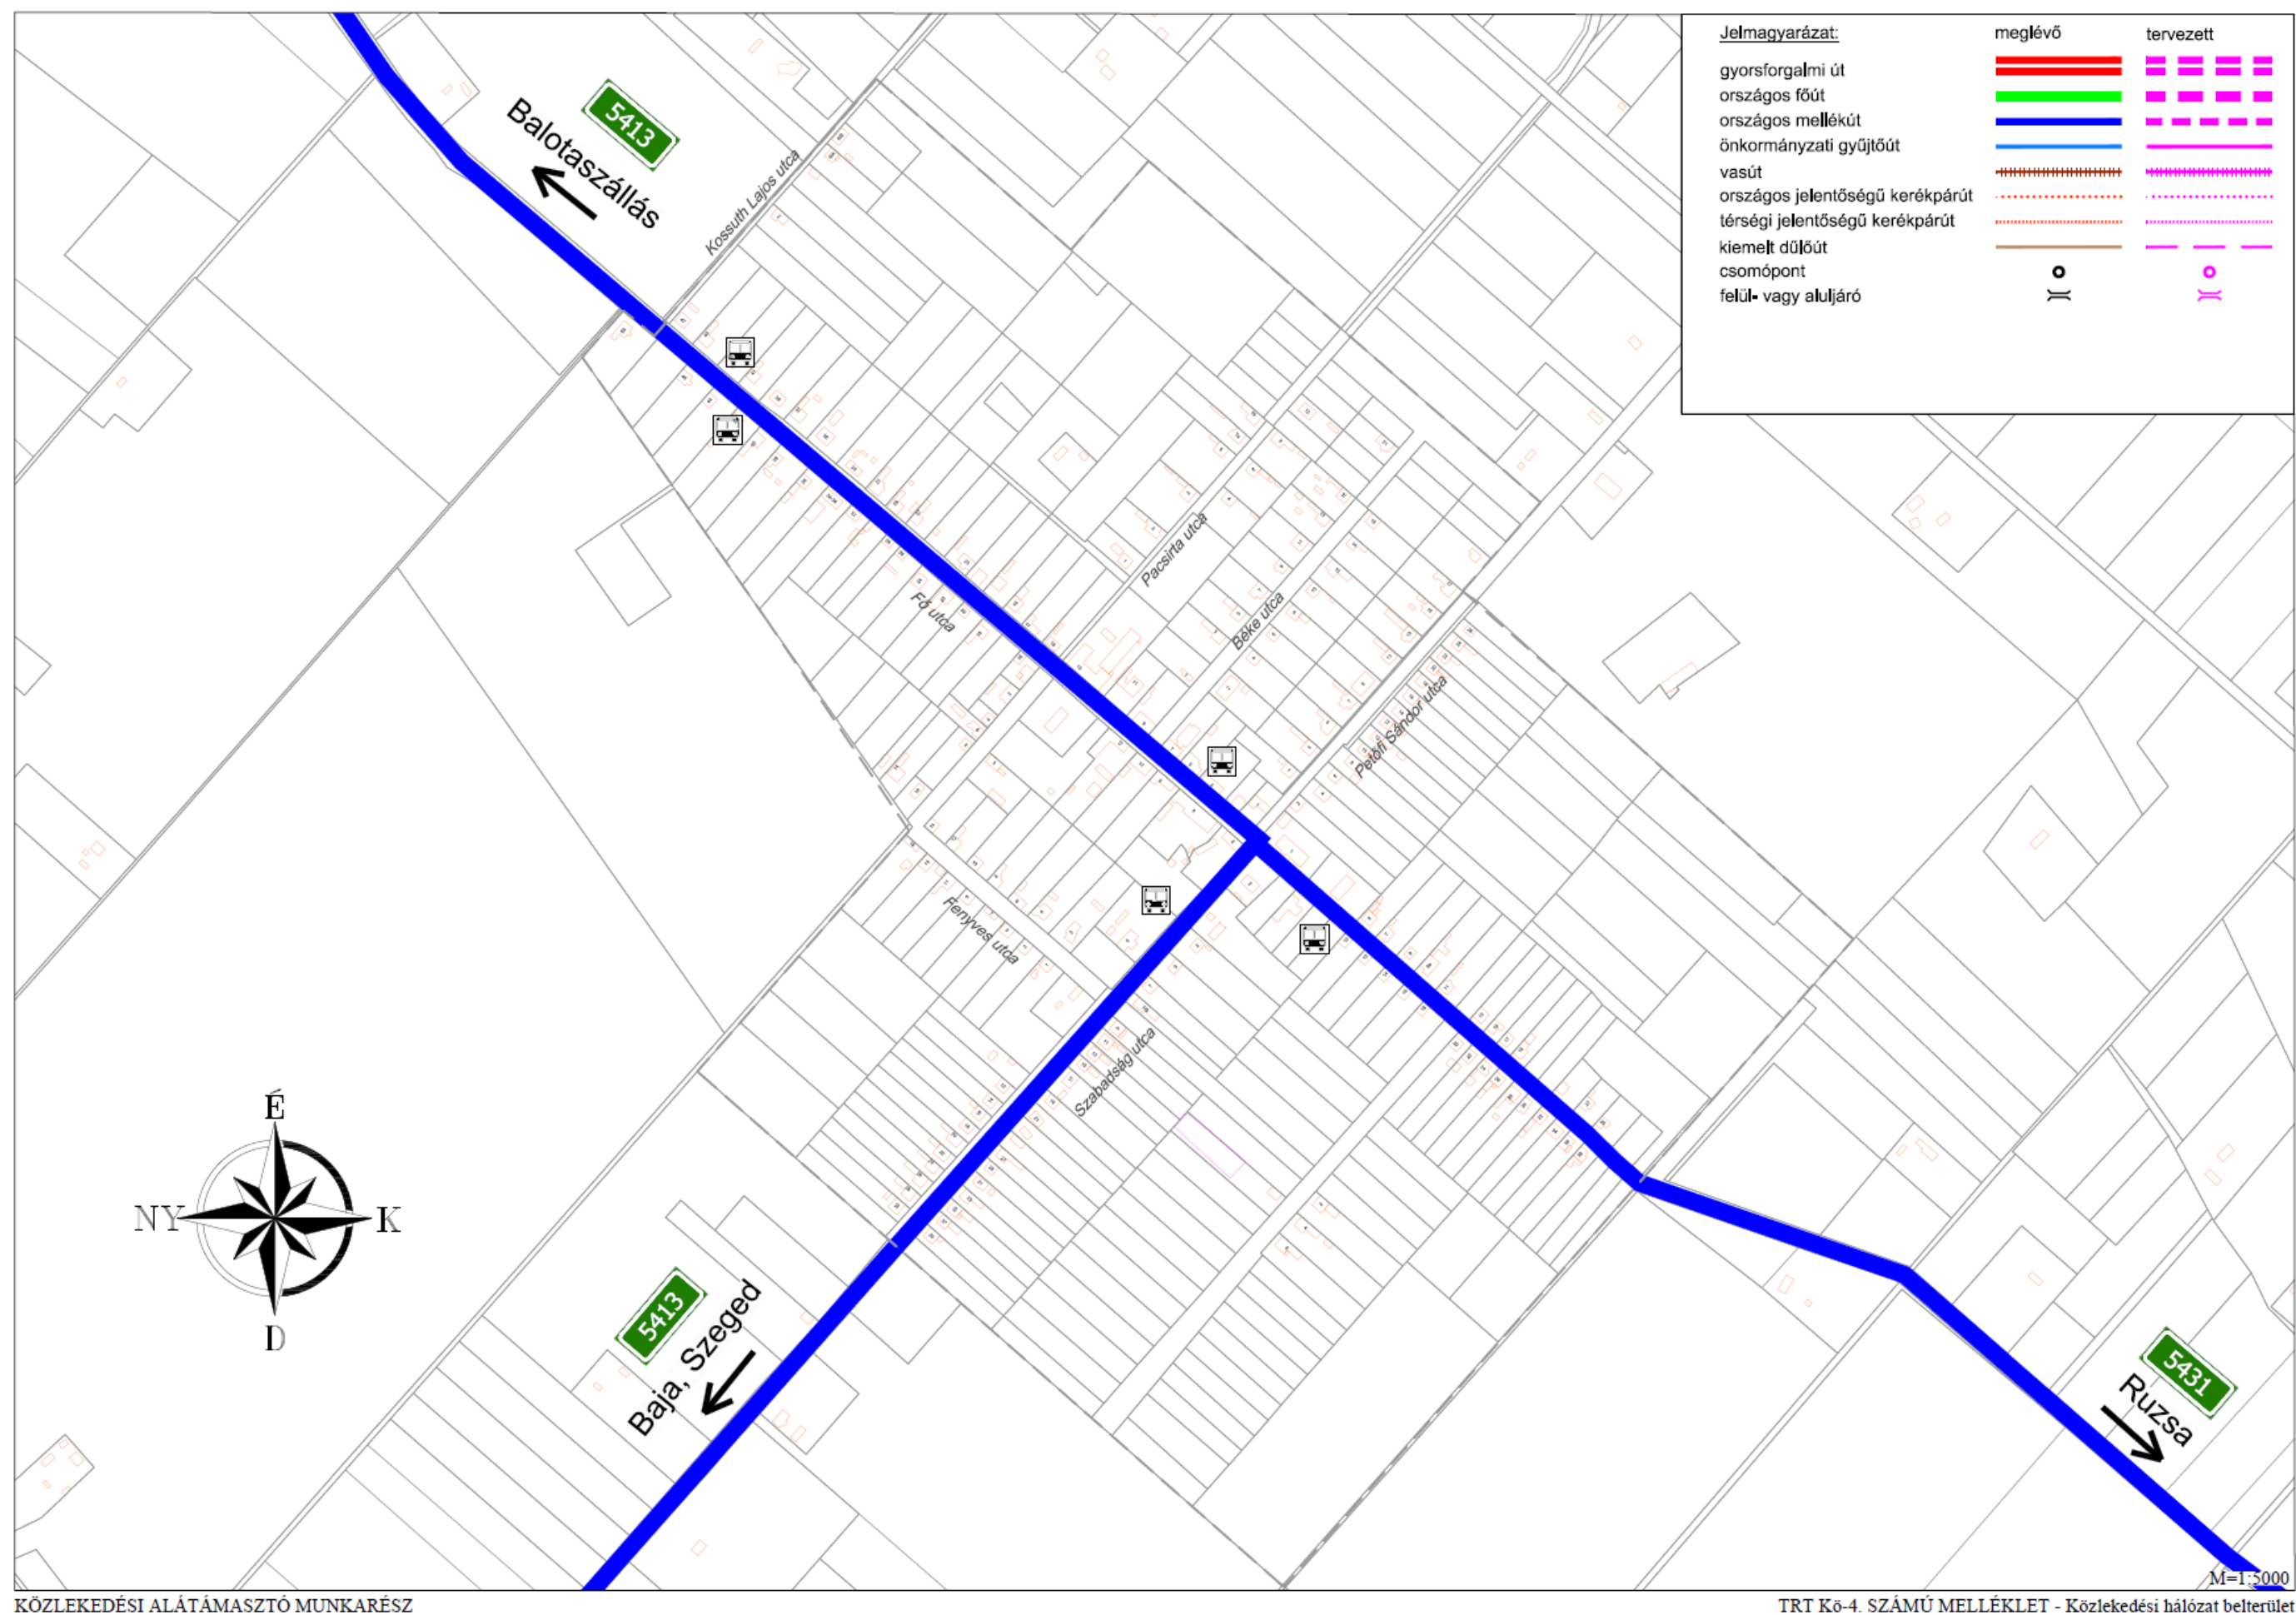 Jelmagyarázat:
meglévő
tervezett
gyorsforgalmi út
országos főút
országos mellékút
önkormányzati gyűjtőút
vasút
országos jelentőségű kerékpárút
térségi jelentőségű kerékpárút
kiemelt dűlőút
csomópont
felül- vagy aluljáró
5413
Balotaszállás
Kossuth Lajos utca
Pacsirta utca
Fő utca
Béke utca
Petőfi Sándor utca
Fenyves utca
Szabadság utca
É
NY
K
D
5413
Baja, Szeged
5431
Ruzsa
M=1:5000
KÖZLEKEDÉSI ALÁTÁMASZTÓ MUNKARÉSZ
TRT Kö-4. SZÁMÚ MELLÉKLET - Közlekedési hálózat belterület